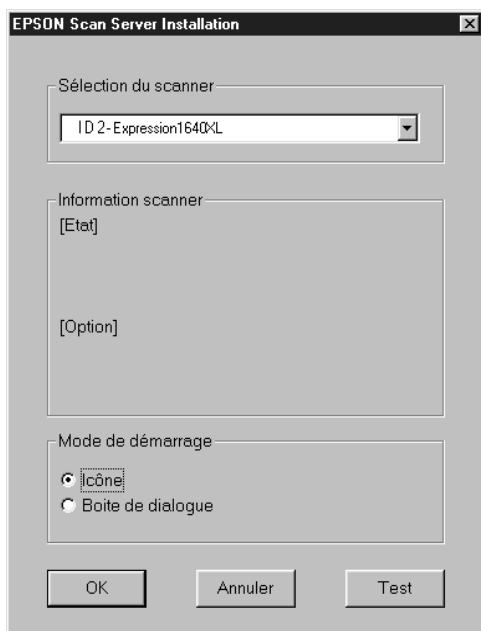 EPSON Scan Server Installation
Sélection du scanner
ID 2-Expression1640XL
Information scanner
[Etat]
[Option]
Mode de démarrage
Icône
Boite de dialogue
OK Annuler Test